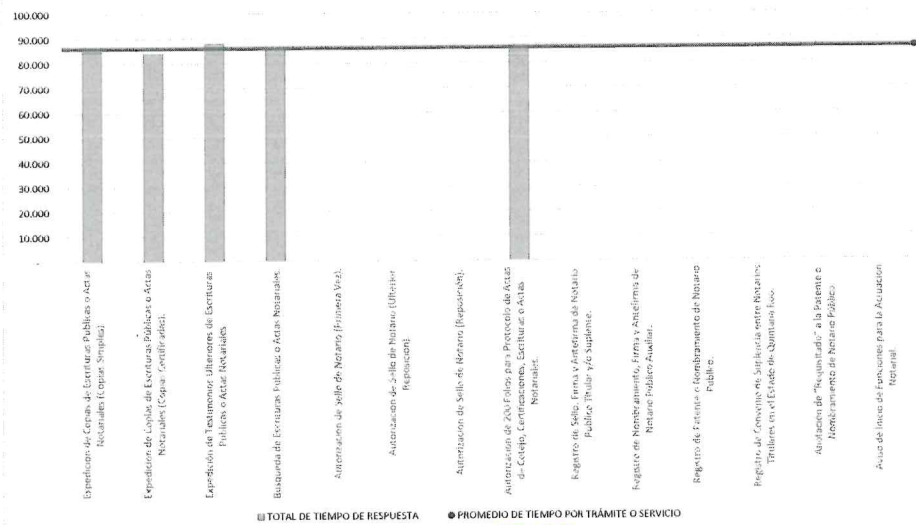 100.000
90.000
80.000
70.000
60.000
50.000
40.000
30.000
20.000
10.000
-
Expedición de Copias de Escrituras Públicas o Actas
Notariales (Copias Simples).
Expedición de Copias de Escrituras Públicas o Actas
Notariales (Copias Certificadas).
Expedición de Testimonios Ulteriores de Escrituras
Públicas o Actas Notariales
Búsqueda de Escrituras Públicas o Actas Notariales.
Autorización de Sello de Notario (Primera Vez).
Autorización de Sello de Notario (Ulterior
Reposición).
Autorización de Sello de Notario (Reposición).
Autorización de 200 Folios para Protocolo de Actas
de Cotejo, Certificaciones, Escrituras o Actas
Notariales.
Registro de Sello, Firma y Antefirma de Notario
Público Titular y/o Suplente.
Registro de Nombramiento, Firma y Antefirma de
Notario Público Auxiliar.
Registro de Patente o Nombramiento de Notario
Público.
Registro de Convenio de Suplencia entre Notarios
Titulares en el Estado de Quintana Roo.
Anotación de "Requisitado" a la Patente o
Nombramiento de Notario Público.
Aviso de Inicio de Funciones para la Actuación
Notarial.
TOTAL DE TIEMPO DE RESPUESTA
PROMEDIO DE TIEMPO POR TRÁMITE O SERVICIO